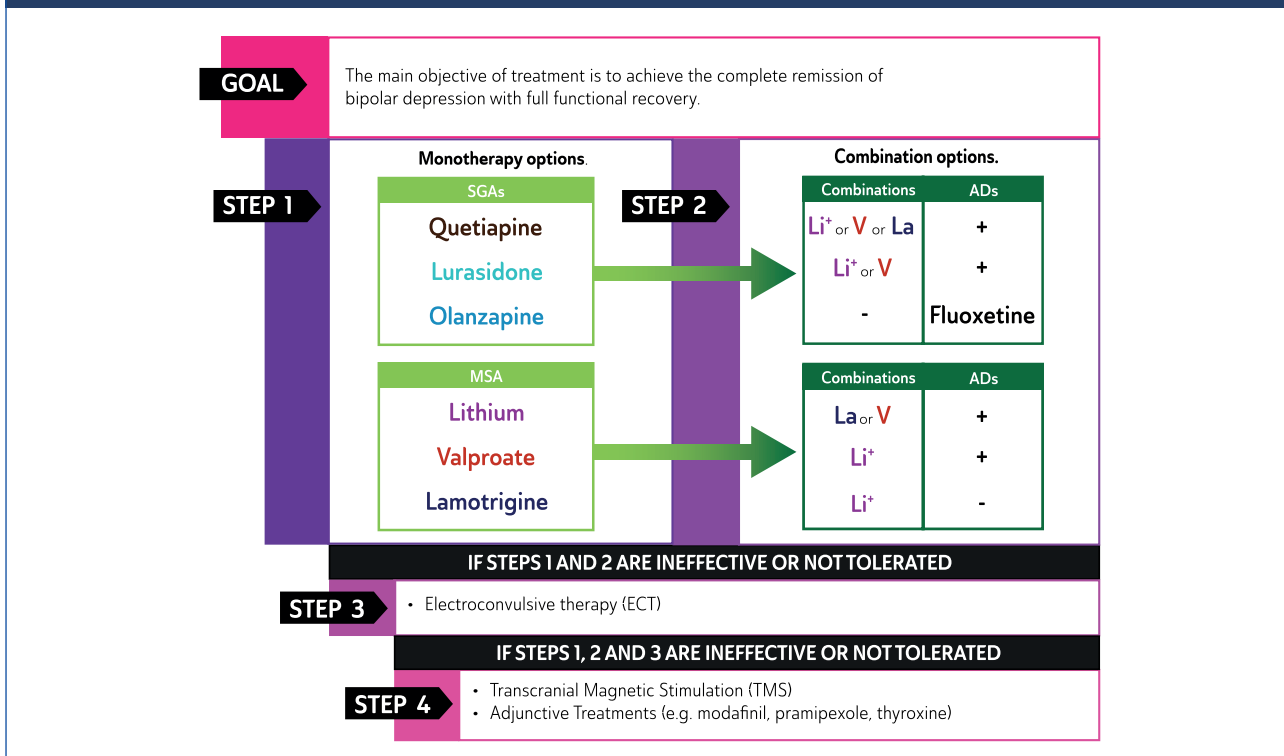 GOAL
The main objective of treatment is to achieve the complete remission of
bipolar depression with full functional recovery.
STEP 1
Monotherapy options.
SGAs
Quetiapine
Lurasidone
Olanzapine
MSA
Lithium
Valproate
Lamotrigine
STEP 2
Combination options.
Combinations ADs
Li⁺ or V or La +
Li⁺ or V +
- Fluoxetine
Combinations ADs
La or V +
Li⁺ +
Li⁺ -
IF STEPS 1 AND 2 ARE INEFFECTIVE OR NOT TOLERATED
STEP 3
• Electroconvulsive therapy (ECT)
IF STEPS 1, 2 AND 3 ARE INEFFECTIVE OR NOT TOLERATED
STEP 4
• Transcranial Magnetic Stimulation (TMS)
• Adjunctive Treatments (e.g. modafinil, pramipexole, thyroxine)